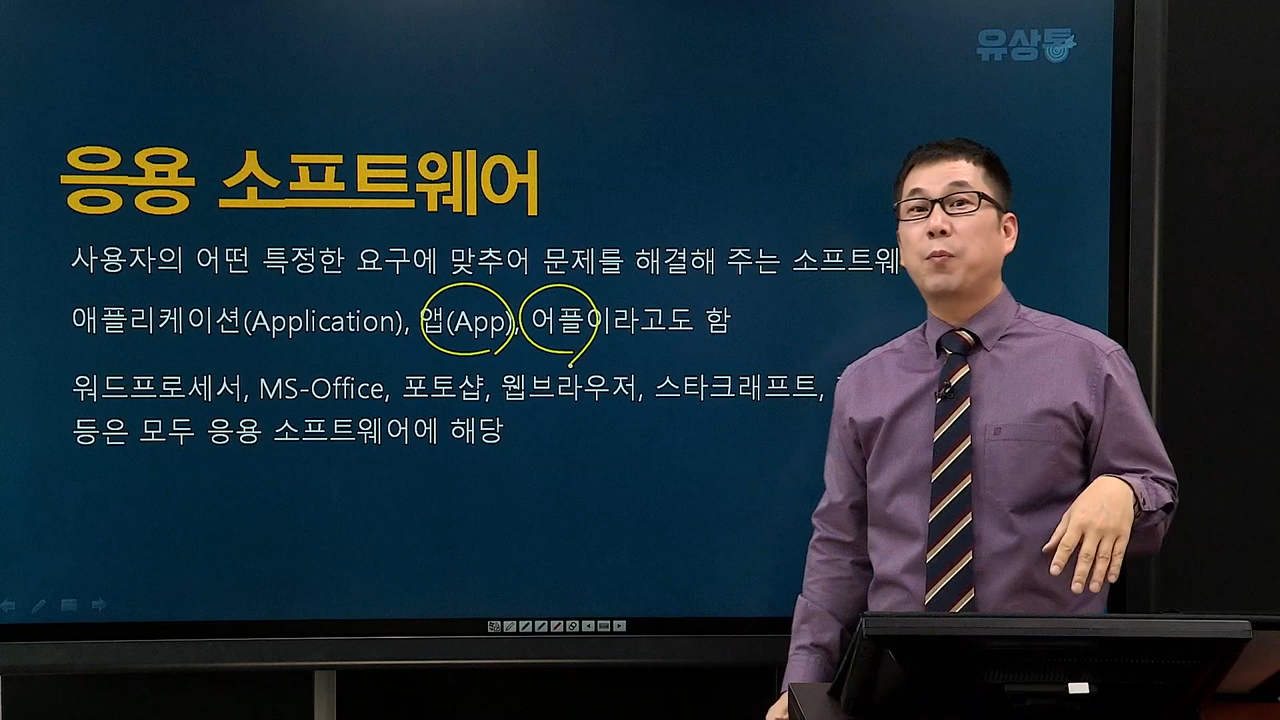 유상통
응용 소프트웨어
사용자의 어떤 특정한 요구에 맞추어 문제를 해결해 주는 소프트웨
애플리케이션(Application), 앱(App), 어플이라고도 함
워드프로세서, MS-Office, 포토샵, 웹브라우저, 스타크래프트,
등은 모두 응용 소프트웨어에 해당